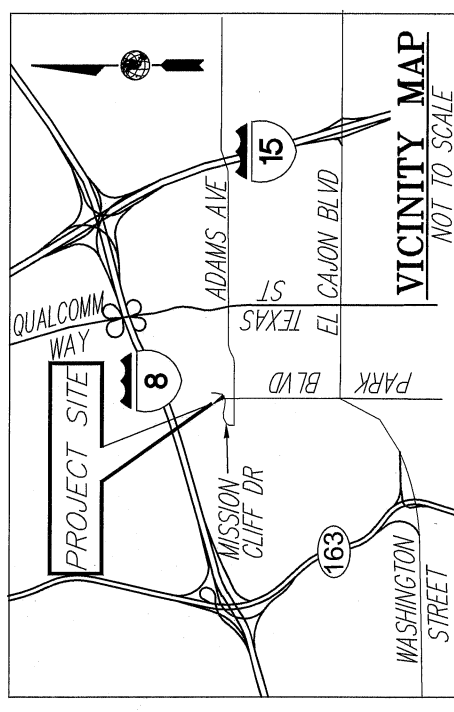 QUALCOMM
WAY
PROJECT SITE
8
15
ADAMS AVE
TEXAS
ST
MISSION
CLIFF DR
PARK BLVD
EL CAJON BLVD
163
WASHINGTON
STREET
VICINITY MAP
NOT TO SCALE